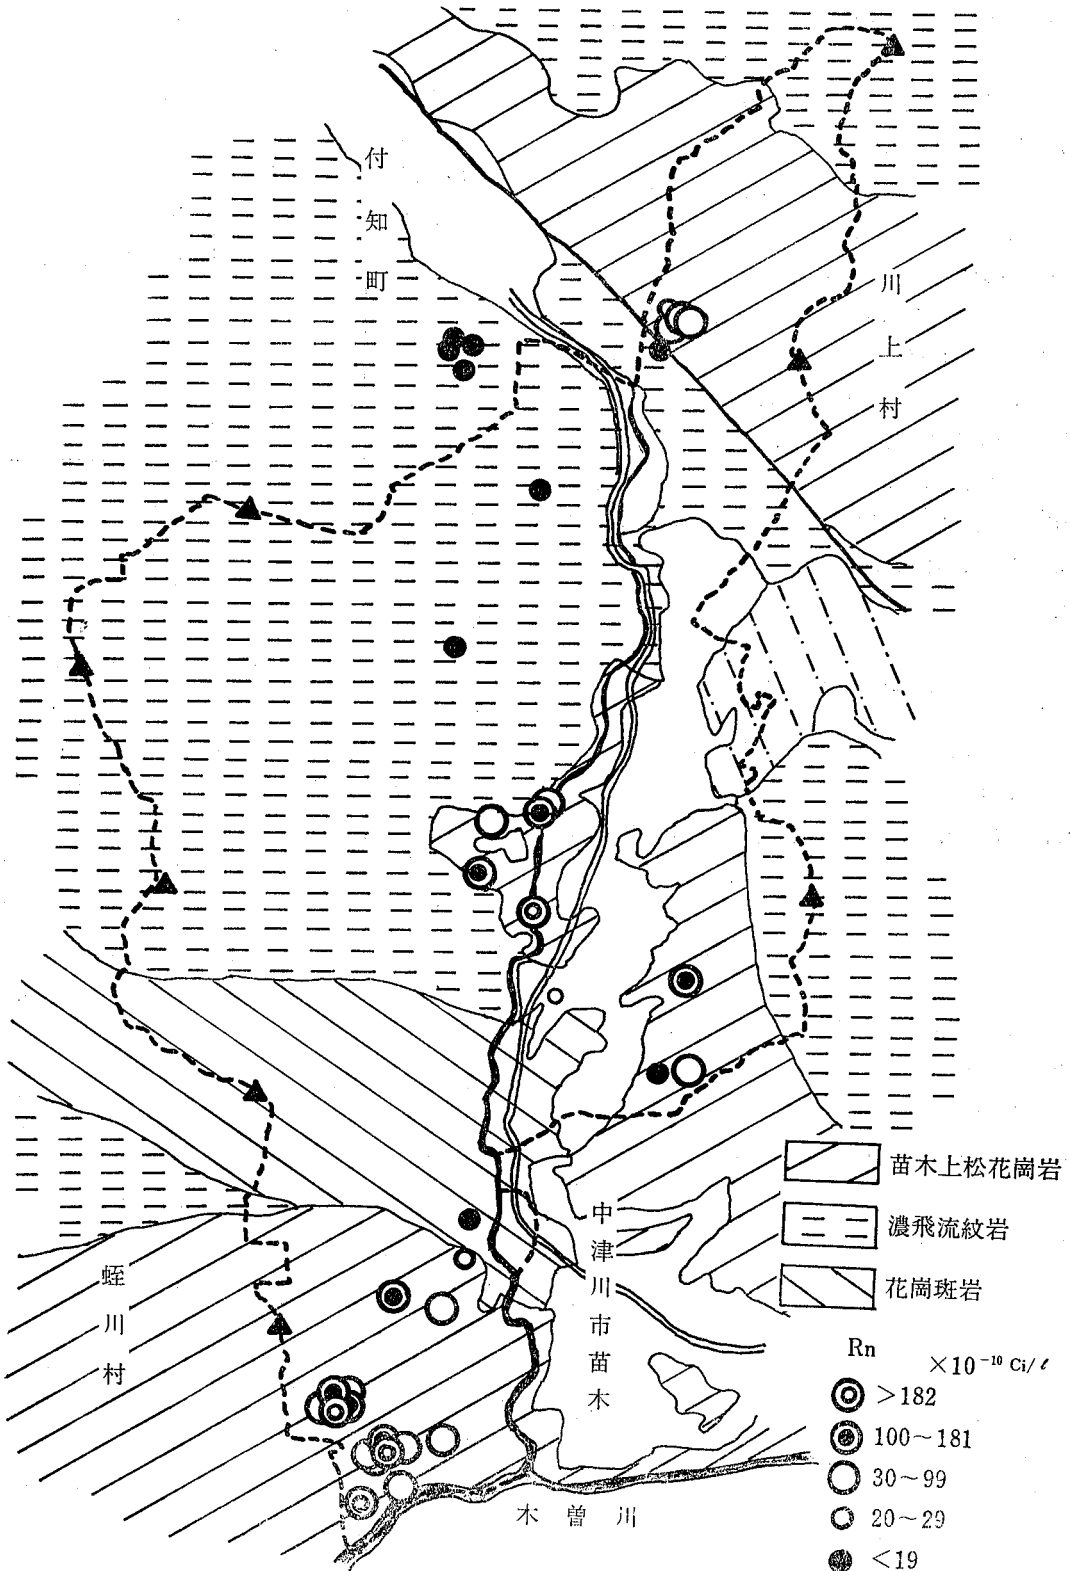 付知町
川上村
中津川市苗木
蛭川村
木曽川
苗木上松花崗岩
濃飛流紋岩
花崗斑岩
Rn ×10⁻¹⁰ Ci/ℓ
>182
100~181
30~99
20~29
<19